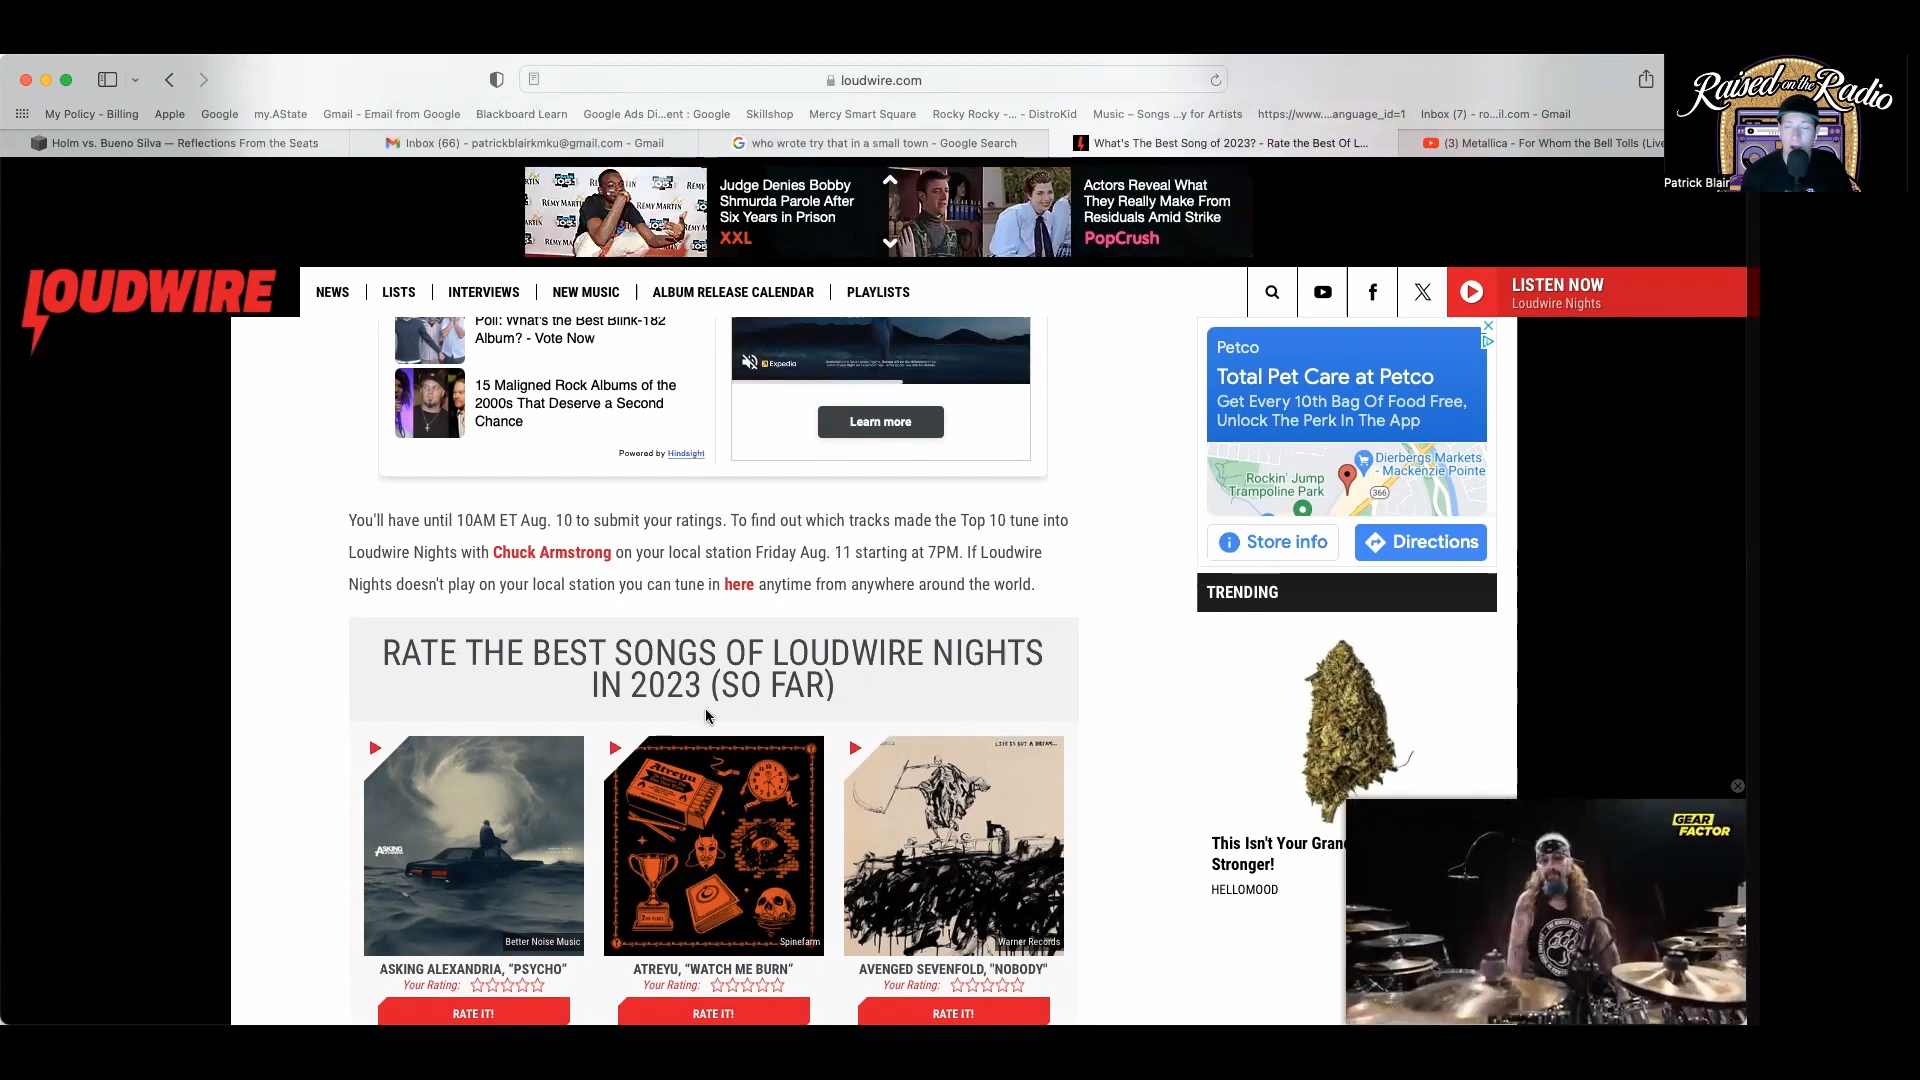 loudwire.com
My Policy - Billing Apple Google my.AState Gmail - Email from Google Blackboard Learn Google Ads Di...ent : Google Skillshop Mercy Smart Square Rocky Rocky -... - DistroKid Music – Songs ...y for Artists https://www....anguage_id=1 Inbox (7) - ro...il.com - Gmail
Holm vs. Bueno Silva — Reflections From the Seats
Inbox (66) - patrickblairkmku@gmail.com - Gmail
who wrote try that in a small town - Google Search
What's The Best Song of 2023? - Rate the Best Of L...
(3) Metallica - For Whom the Bell Tolls (Live
Raised on the Radio
Patrick Blair
Judge Denies Bobby
Shmurda Parole After
Six Years in Prison
XXL
Actors Reveal What
They Really Make From
Residuals Amid Strike
PopCrush
LOUDWIRE
NEWS LISTS INTERVIEWS NEW MUSIC ALBUM RELEASE CALENDAR PLAYLISTS
LISTEN NOW
Loudwire Nights
Poll: What's the Best Blink-182
Album? - Vote Now
15 Maligned Rock Albums of the
2000s That Deserve a Second
Chance
Powered by Hindsight
Expedia
Learn more
Petco
Total Pet Care at Petco
Get Every 10th Bag Of Food Free,
Unlock The Perk In The App
Dierbergs Markets
- Mackenzie Pointe
Rockin' Jump
Trampoline Park
366
Store info
Directions
You'll have until 10AM ET Aug. 10 to submit your ratings. To find out which tracks made the Top 10 tune into
Loudwire Nights with Chuck Armstrong on your local station Friday Aug. 11 starting at 7PM. If Loudwire
Nights doesn't play on your local station you can tune in here anytime from anywhere around the world.
TRENDING
RATE THE BEST SONGS OF LOUDWIRE NIGHTS
IN 2023 (SO FAR)
Atreyu
2ND PLACE
LIFE IS BUT A DREAM...
ASKING
Better Noise Music
Spinefarm
Warner Records
ASKING ALEXANDRIA, “PSYCHO”
Your Rating:
RATE IT!
ATREYU, “WATCH ME BURN”
Your Rating:
RATE IT!
AVENGED SEVENFOLD, "NOBODY"
Your Rating:
RATE IT!
This Isn't Your Gran
Stronger!
HELLOMOOD
GEAR
FACTOR